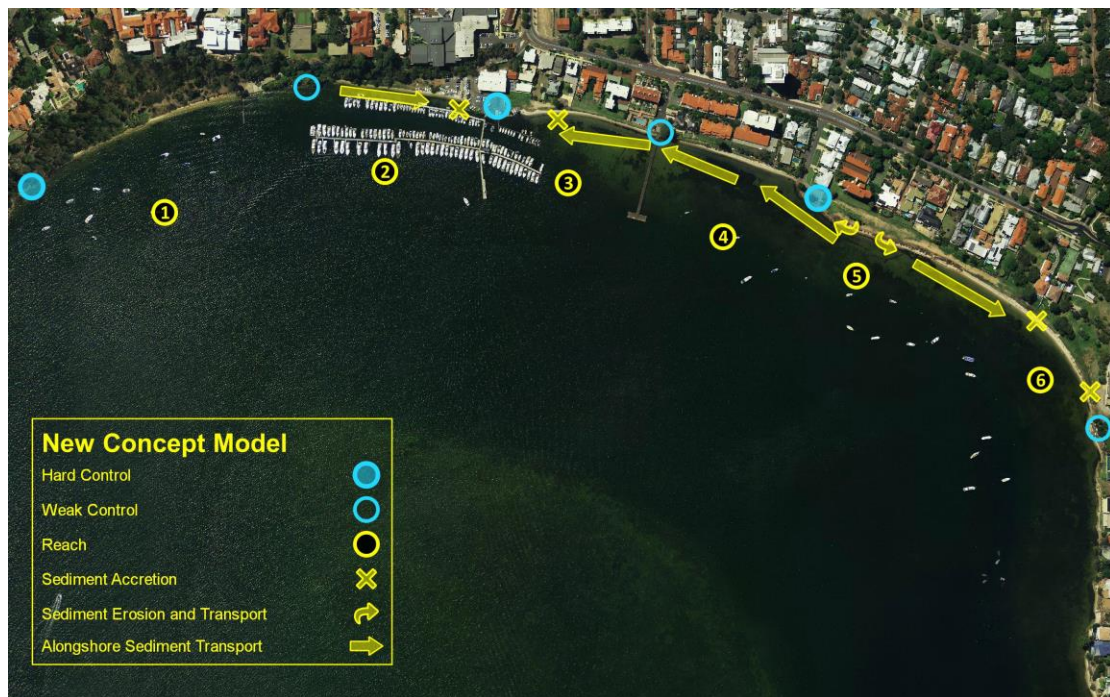 1
2
3
4
5
6
New Concept Model
Hard Control
Weak Control
Reach
Sediment Accretion
Sediment Erosion and Transport
Alongshore Sediment Transport